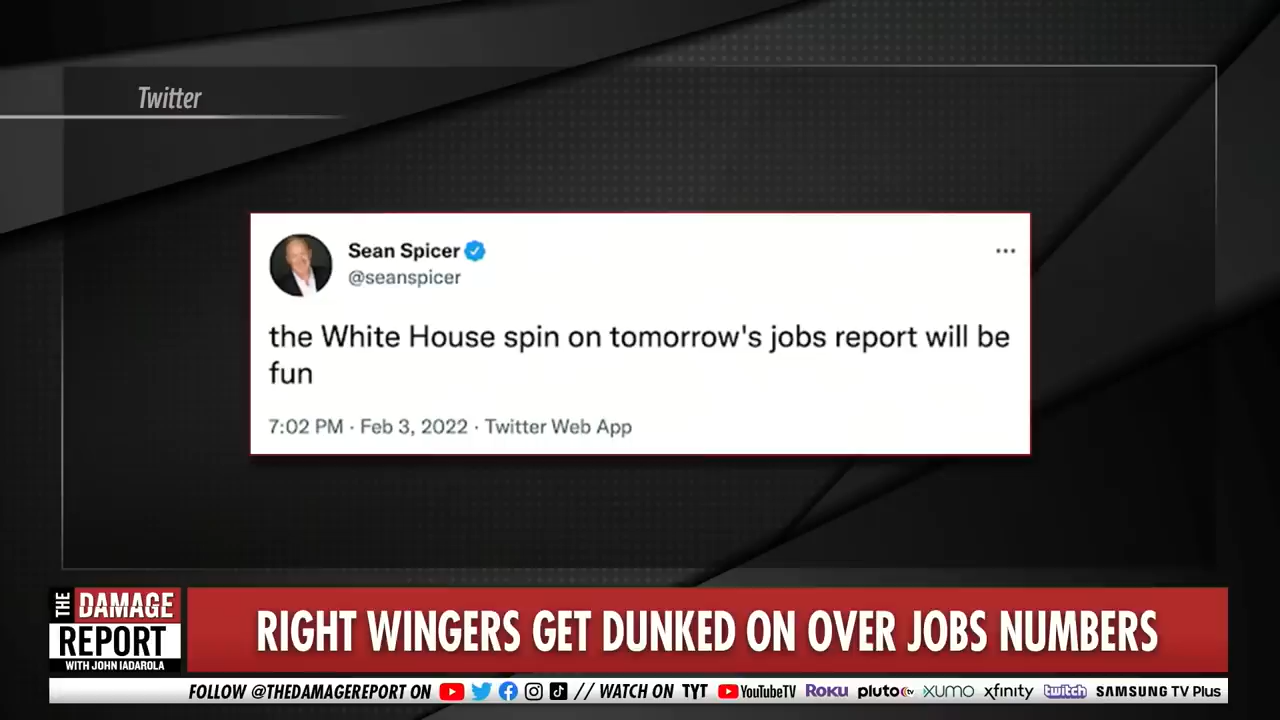 Twitter
Sean Spicer
@seanspicer
the White House spin on tomorrow's jobs report will be
fun
7:02 PM · Feb 3, 2022 · Twitter Web App
THE DAMAGE
REPORT
WITH JOHN IADAROLA
RIGHT WINGERS GET DUNKED ON OVER JOBS NUMBERS
FOLLOW @THEDAMAGEREPORT ON // WATCH ON TYT YouTubeTV ROKU pluto tv XUMO xfinity twitch SAMSUNG TV Plus